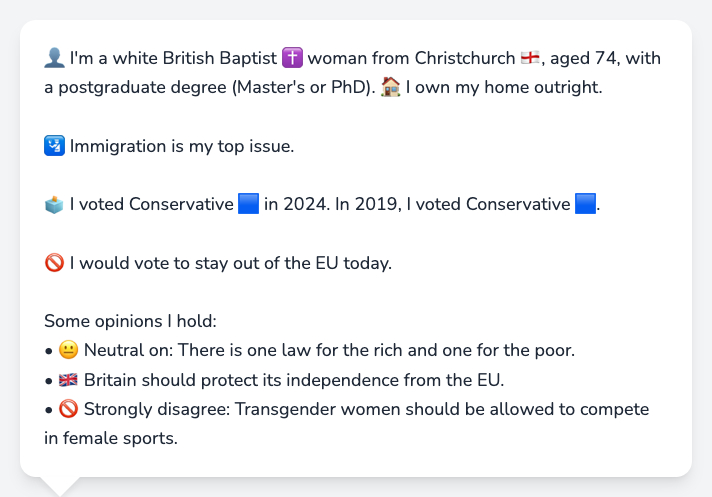 👤 I'm a white British Baptist ✝️ woman from Christchurch 🏴󠁧󠁢󠁥󠁮󠁧󠁿, aged 74, with
a postgraduate degree (Master's or PhD). 🏠 I own my home outright.
🛂 Immigration is my top issue.
🗳️ I voted Conservative 🟦 in 2024. In 2019, I voted Conservative 🟦.
🚫 I would vote to stay out of the EU today.
Some opinions I hold:
• 😐 Neutral on: There is one law for the rich and one for the poor.
• 🇬🇧 Britain should protect its independence from the EU.
• 🚫 Strongly disagree: Transgender women should be allowed to compete
in female sports.